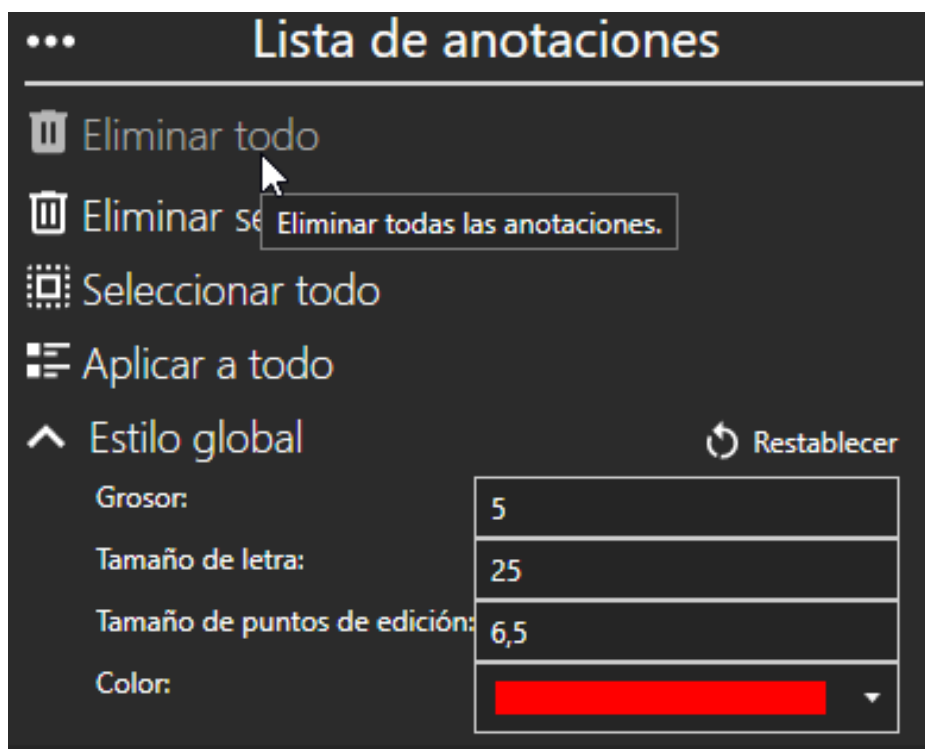 Lista de anotaciones
Eliminar todo
Eliminar
Eliminar todas las anotaciones.
Seleccionar todo
Aplicar a todo
Estilo global
Restablecer
Grosor:
5
Tamaño de letra:
25
Tamaño de puntos de edición:
6,5
Color: